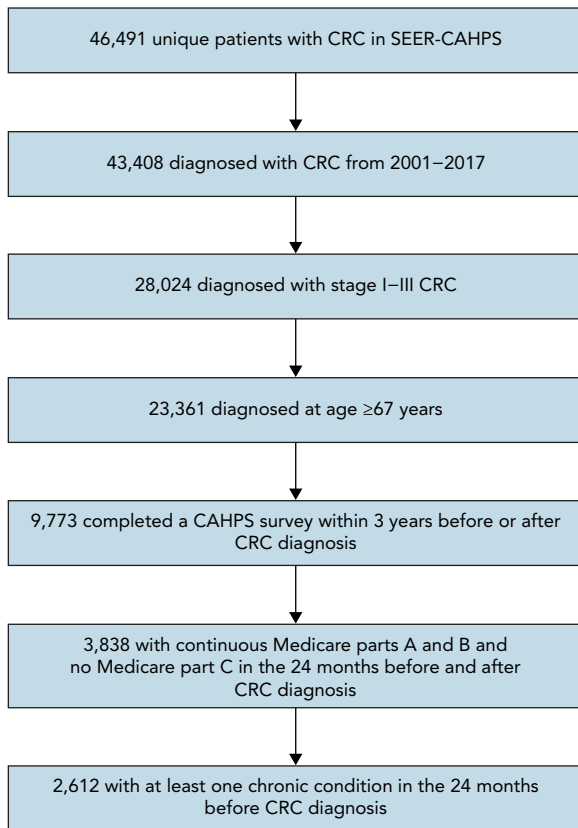 46,491 unique patients with CRC in SEER-CAHPS
43,408 diagnosed with CRC from 2001–2017
28,024 diagnosed with stage I–III CRC
23,361 diagnosed at age ≥67 years
9,773 completed a CAHPS survey within 3 years before or after
CRC diagnosis
3,838 with continuous Medicare parts A and B and
no Medicare part C in the 24 months before and after
CRC diagnosis
2,612 with at least one chronic condition in the 24 months
before CRC diagnosis